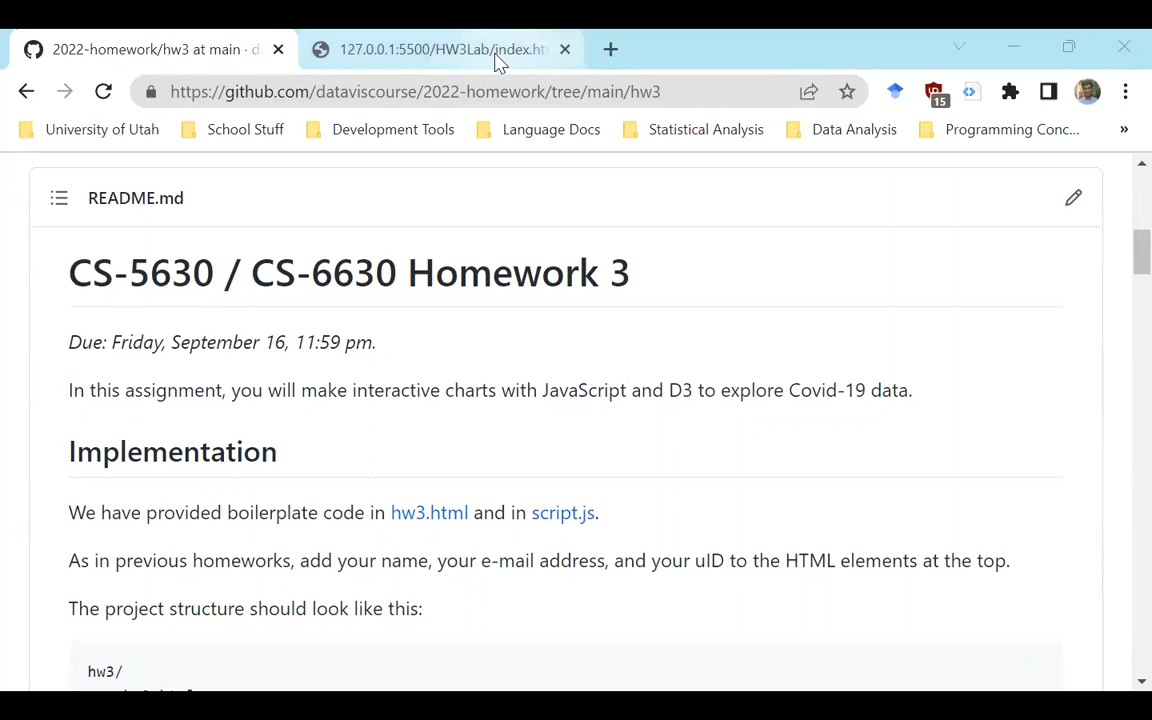 2022-homework/hw3 at main · d
127.0.0.1:5500/HW3Lab/index.ht
https://github.com/dataviscourse/2022-homework/tree/main/hw3
15
University of Utah
School Stuff
Development Tools
Language Docs
Statistical Analysis
Data Analysis
Programming Conc...
»
README.md
CS-5630 / CS-6630 Homework 3
Due: Friday, September 16, 11:59 pm.
In this assignment, you will make interactive charts with JavaScript and D3 to explore Covid-19 data.
Implementation
We have provided boilerplate code in hw3.html and in script.js.
As in previous homeworks, add your name, your e-mail address, and your uID to the HTML elements at the top.
The project structure should look like this:
hw3/